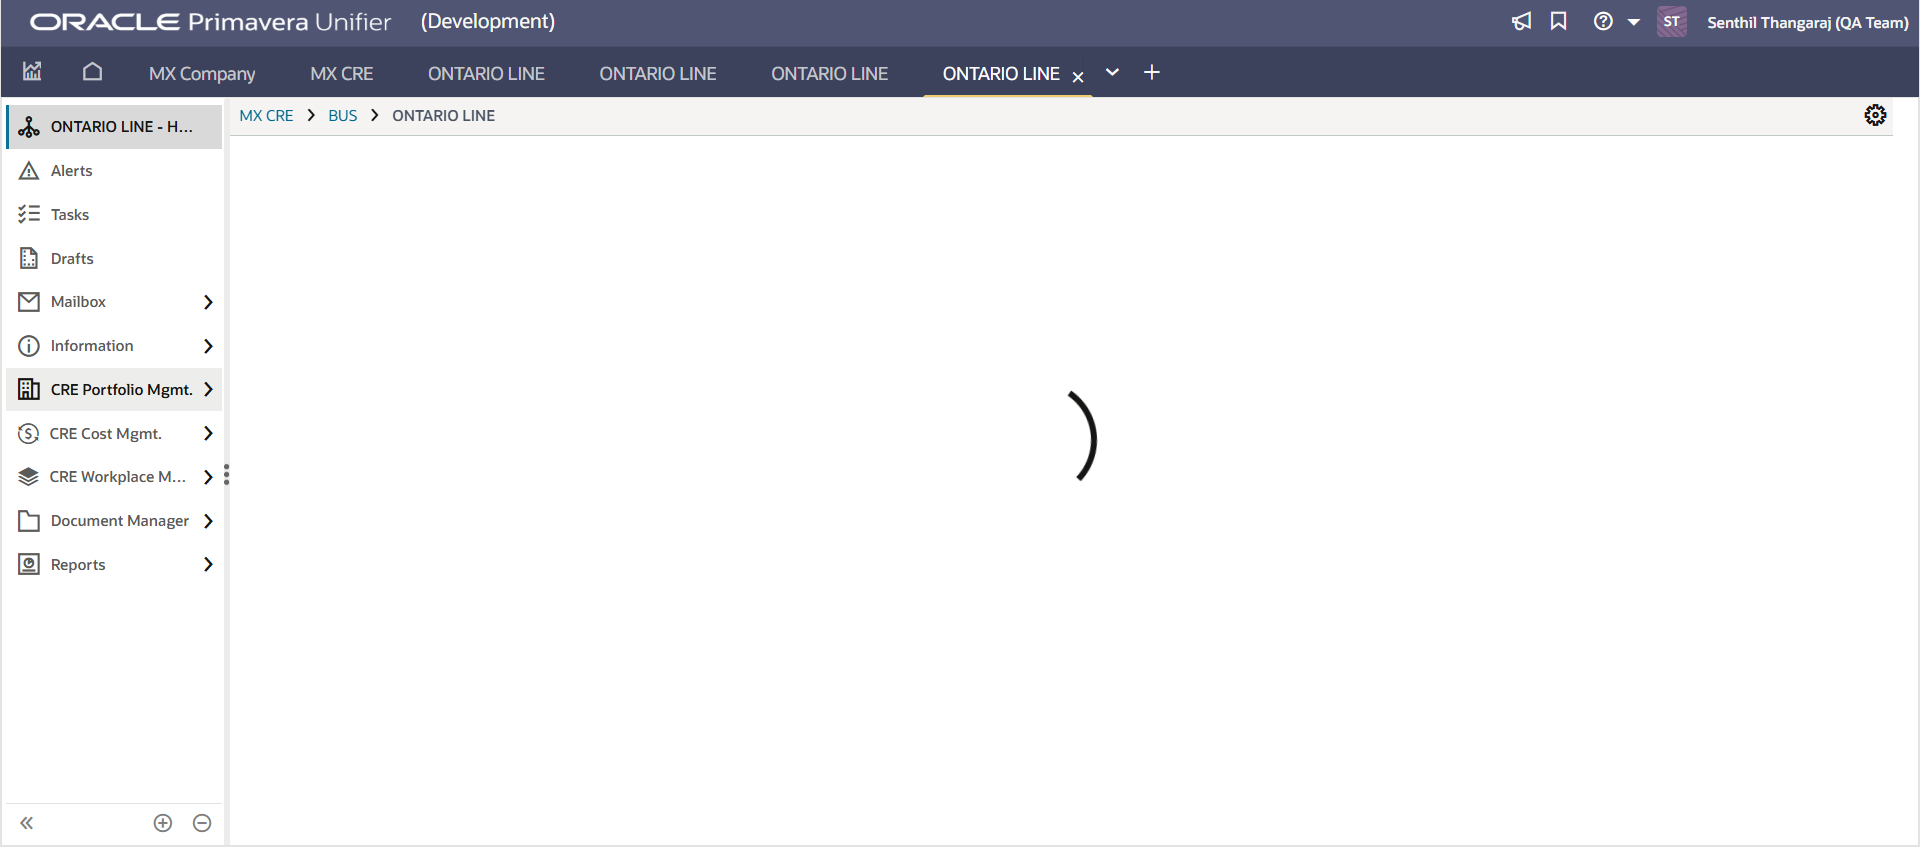 ORACLE Primavera Unifier (Development) ST Senthil Thangaraj (QA Team)
MX Company MX CRE ONTARIO LINE ONTARIO LINE ONTARIO LINE ONTARIO LINE
MX CRE BUS ONTARIO LINE
ONTARIO LINE - H...
Alerts
Tasks
Drafts
Mailbox
Information
CRE Portfolio Mgmt.
CRE Cost Mgmt.
CRE Workplace M...
Document Manager
Reports